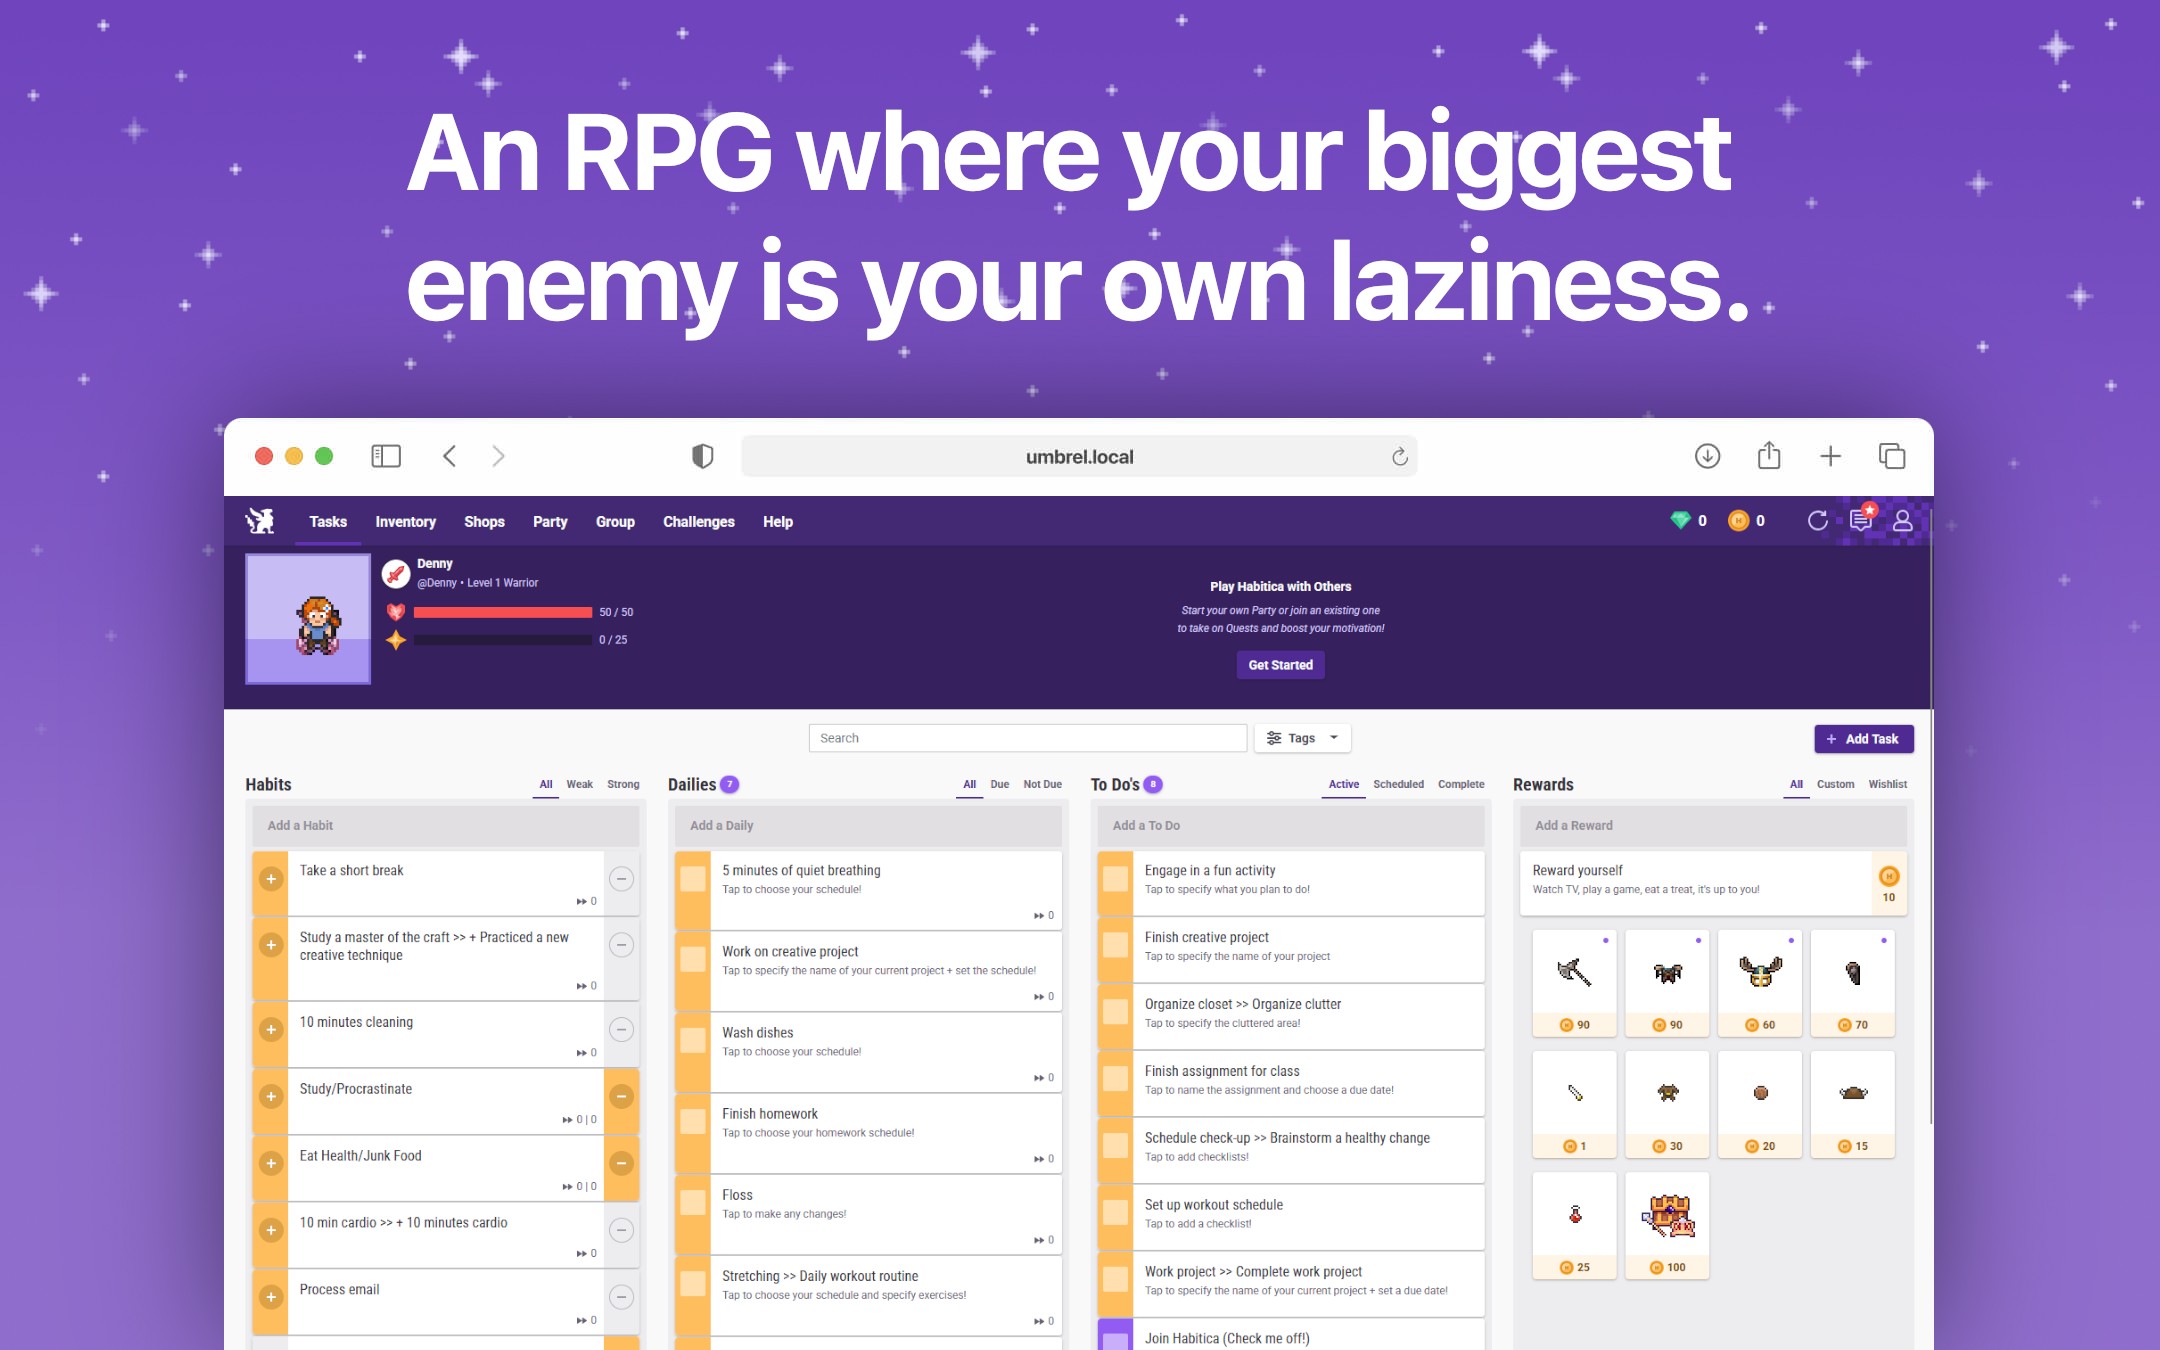 An RPG where your biggest
enemy is your own laziness.
umbrel.local
Tasks Inventory Shops Party Group Challenges Help 0 0
Denny
@Denny • Level 1 Warrior
50 / 50
0 / 25
Play Habitica with Others
Start your own Party or join an existing one
to take on Quests and boost your motivation!
Get Started
Search Tags + Add Task
Habits All Weak Strong
Add a Habit
Take a short break
0
Study a master of the craft >> + Practiced a new
creative technique
0
10 minutes cleaning
0
Study/Procrastinate
0 | 0
Eat Health/Junk Food
0 | 0
10 min cardio >> + 10 minutes cardio
0
Process email
0
Dailies 7 All Due Not Due
Add a Daily
5 minutes of quiet breathing
Tap to choose your schedule!
0
Work on creative project
Tap to specify the name of your current project + set the schedule!
0
Wash dishes
Tap to choose your schedule!
0
Finish homework
Tap to choose your homework schedule!
0
Floss
Tap to make any changes!
0
Stretching >> Daily workout routine
Tap to choose your schedule and specify exercises!
0
To Do's 8 Active Scheduled Complete
Add a To Do
Engage in a fun activity
Tap to specify what you plan to do!
Finish creative project
Tap to specify the name of your project
Organize closet >> Organize clutter
Tap to specify the cluttered area!
Finish assignment for class
Tap to name the assignment and choose a due date!
Schedule check-up >> Brainstorm a healthy change
Tap to add checklists!
Set up workout schedule
Tap to add a checklist!
Work project >> Complete work project
Tap to specify the name of your current project + set a due date!
Join Habitica (Check me off!)
Rewards All Custom Wishlist
Add a Reward
Reward yourself
Watch TV, play a game, eat a treat, it's up to you!
10
90 90 60 70
1 30 20 15
25 100